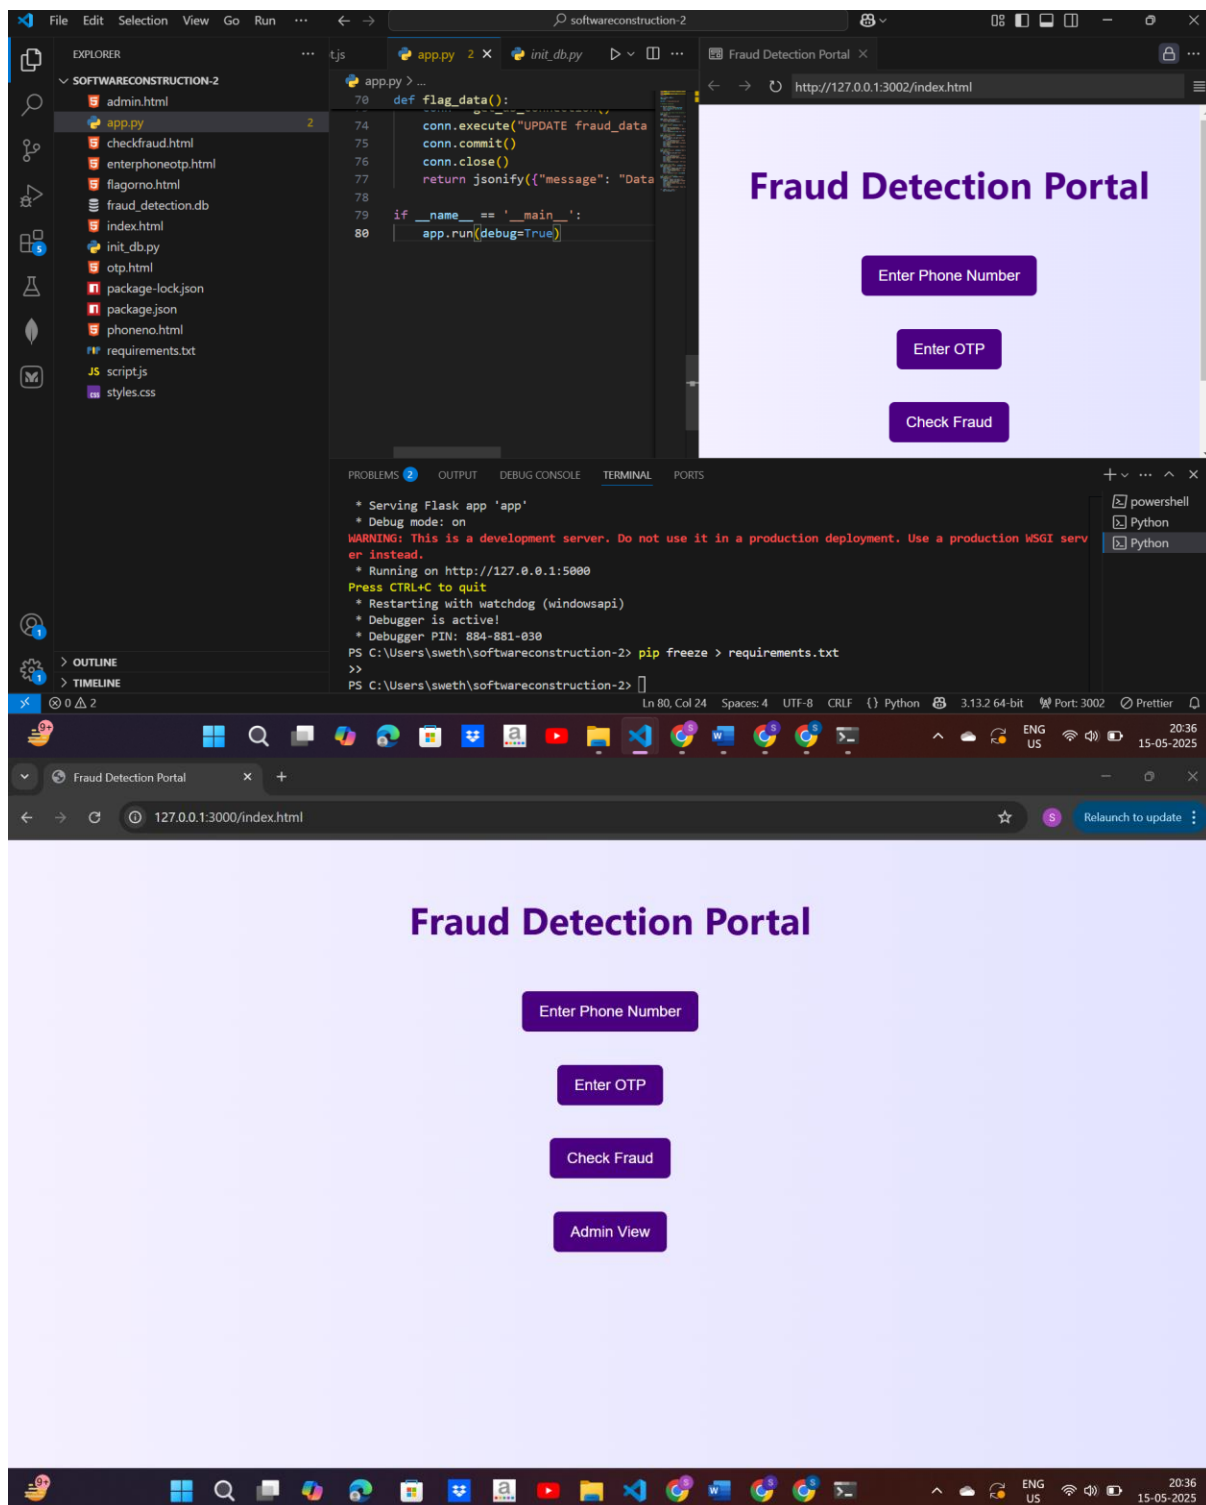 File Edit Selection View Go Run ... softwareconstruction-2
EXPLORER
SOFTWARECONSTRUCTION-2
admin.html
app.py 2
checkfraud.html
enterphoneotp.html
flagorno.html
fraud_detection.db
index.html
init_db.py
otp.html
package-lock.json
package.json
phoneno.html
requirements.txt
JS script.js
styles.css
OUTLINE
TIMELINE
t.js app.py 2 init_db.py
app.py > ...
70 def flag_data():
74 conn.execute("UPDATE fraud_data
75 conn.commit()
76 conn.close()
77 return jsonify({"message": "Data
78
79 if __name__ == '__main__':
80 app.run(debug=True)
Fraud Detection Portal
http://127.0.0.1:3002/index.html
Fraud Detection Portal
Enter Phone Number
Enter OTP
Check Fraud
PROBLEMS 2 OUTPUT DEBUG CONSOLE TERMINAL PORTS
* Serving Flask app 'app'
* Debug mode: on
WARNING: This is a development server. Do not use it in a production deployment. Use a production WSGI serv
er instead.
* Running on http://127.0.0.1:5000
Press CTRL+C to quit
* Restarting with watchdog (windowsapi)
* Debugger is active!
* Debugger PIN: 884-881-030
PS C:\Users\sweth\softwareconstruction-2> pip freeze > requirements.txt
>>
PS C:\Users\sweth\softwareconstruction-2>
powershell
Python
Python
0 2 Ln 80, Col 24 Spaces: 4 UTF-8 CRLF {} Python 3.13.2 64-bit Port: 3002 Prettier
9+ ENG US 20:36 15-05-2025
Fraud Detection Portal
127.0.0.1:3000/index.html S Relaunch to update
Fraud Detection Portal
Enter Phone Number
Enter OTP
Check Fraud
Admin View
9+ ENG US 20:36 15-05-2025